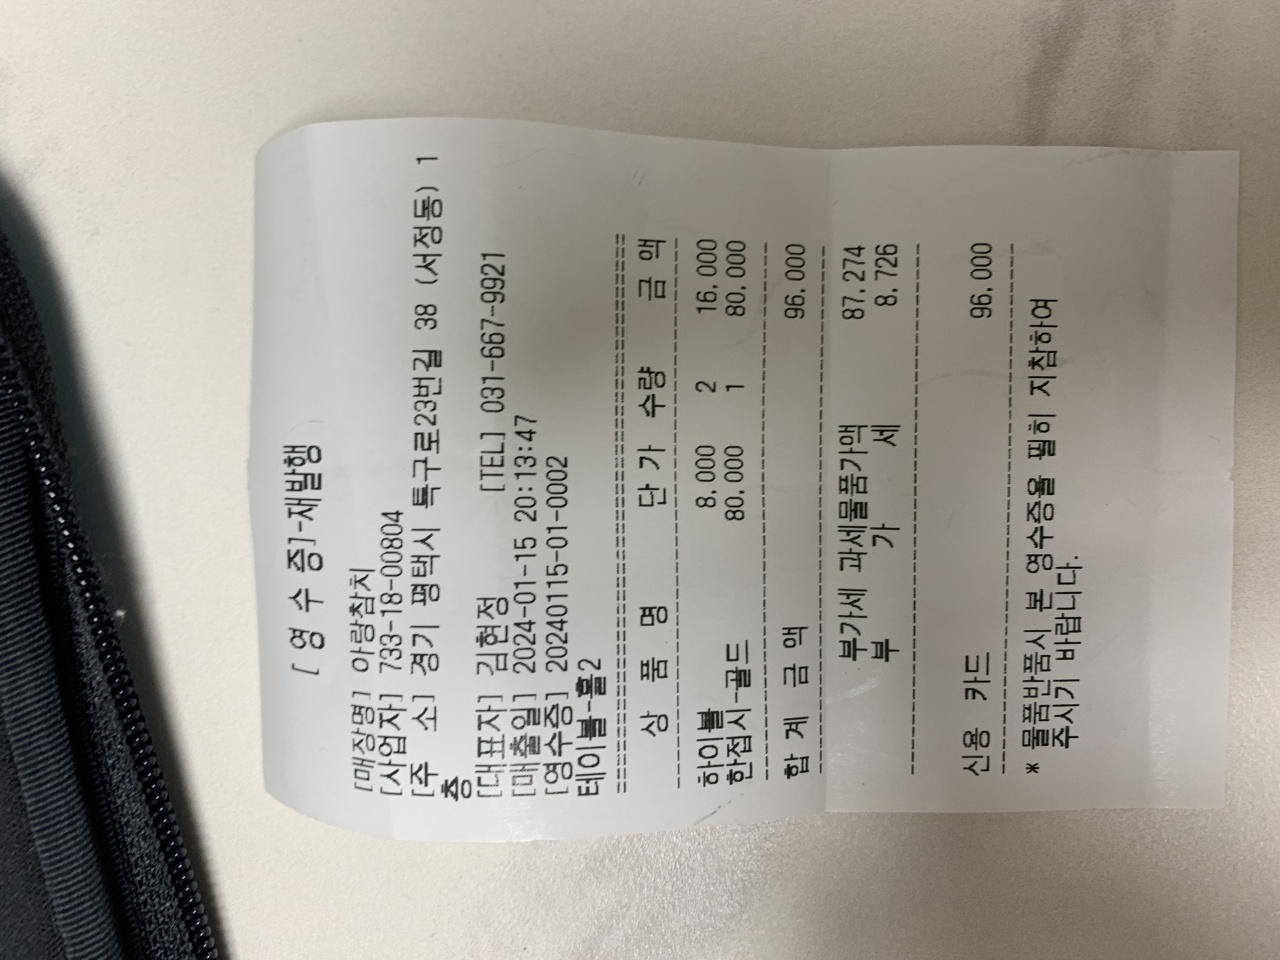 [ 영 수 증]-재발행
[매장명] 아랑참치
[사업자] 733-18-00804
[주 소] 경기 평택시 특구로23번길 38 (서정동) 1
층
[대표자] 김현정 [TEL] 031-667-9921
[매출일] 2024-01-15 20:13:47
[영수증] 20240115-01-0002
테이블-홀2
상 품 명 단 가 수량 금 액
하이볼 8.000 2 16.000
한접시-골드 80.000 1 80.000
합 계 금 액 96.000
부가세 과세물품가액 87.274
부 가 세 8.726
신용 카드 96.000
* 물품반품시 본 영수증을 필히 지참하여
주시기 바랍니다.